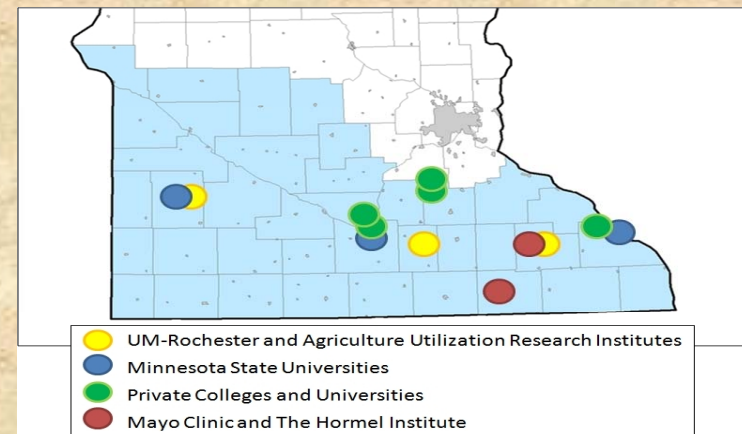 UM-Rochester and Agriculture Utilization Research Institutes
Minnesota State Universities
Private Colleges and Universities
Mayo Clinic and The Hormel Institute